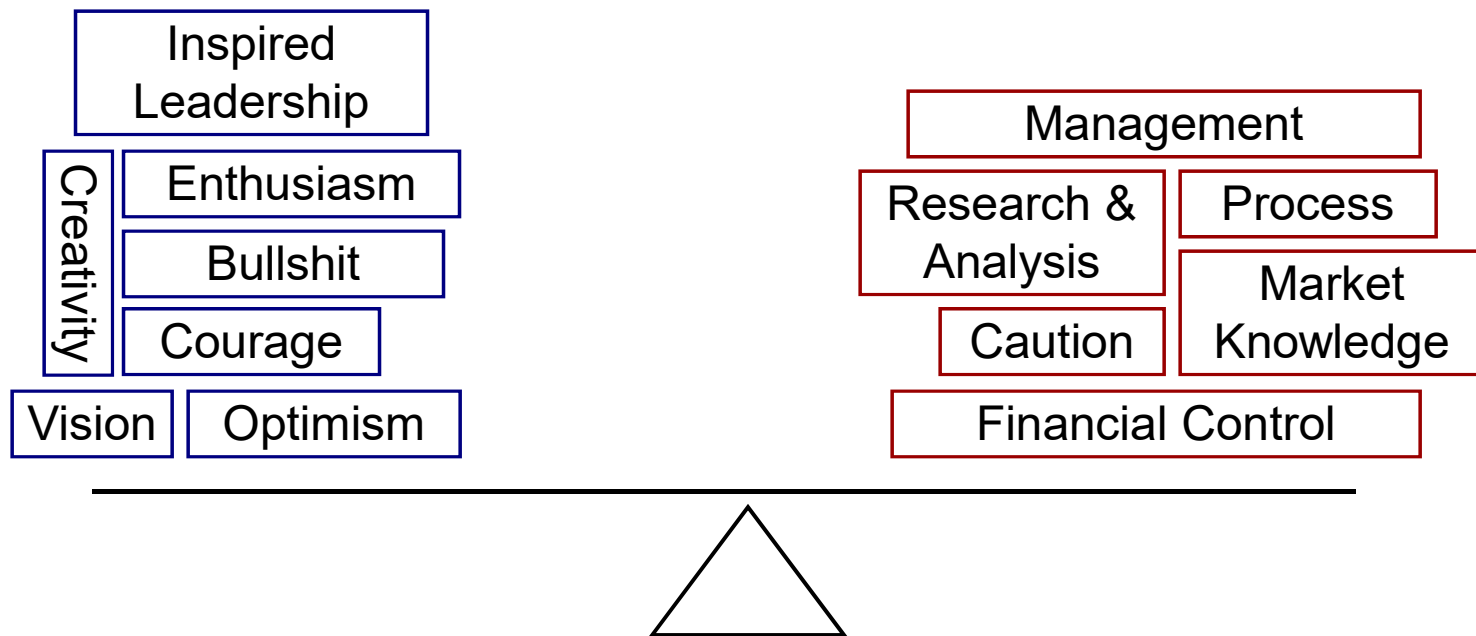 Inspired
Leadership
Creativity
Enthusiasm
Bullshit
Courage
Vision
Optimism
Management
Research &
Analysis
Process
Market
Knowledge
Caution
Financial Control